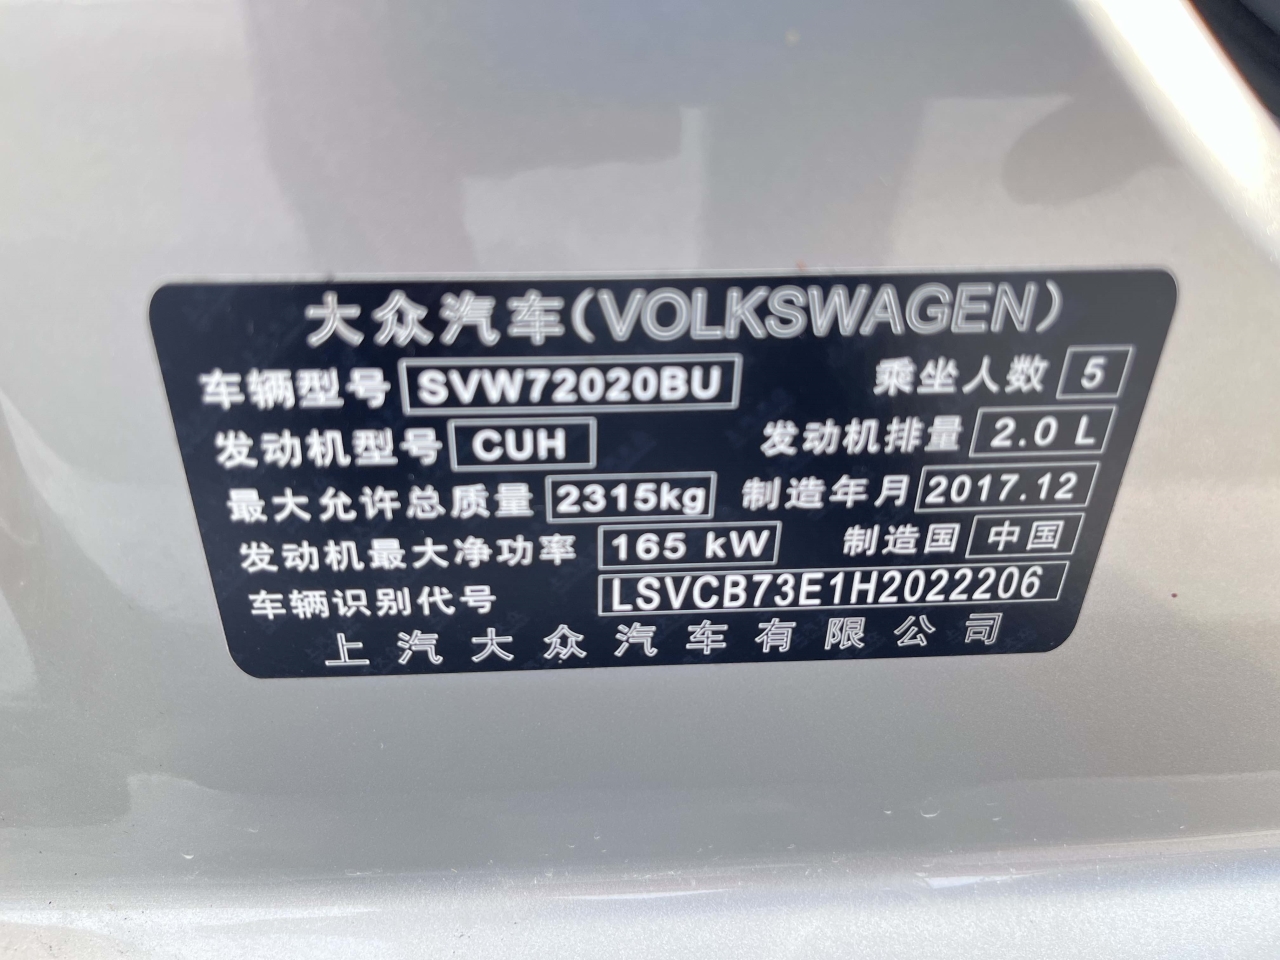 大众汽车(VOLKSWAGEN)
车辆型号 SVW72020BU 乘坐人数 5
发动机型号 CUH 发动机排量 2.0 L
最大允许总质量 2315kg 制造年月 2017.12
发动机最大净功率 165 kW 制造国 中国
车辆识别代号 LSVCB73E1H2022206
上汽大众汽车有限公司